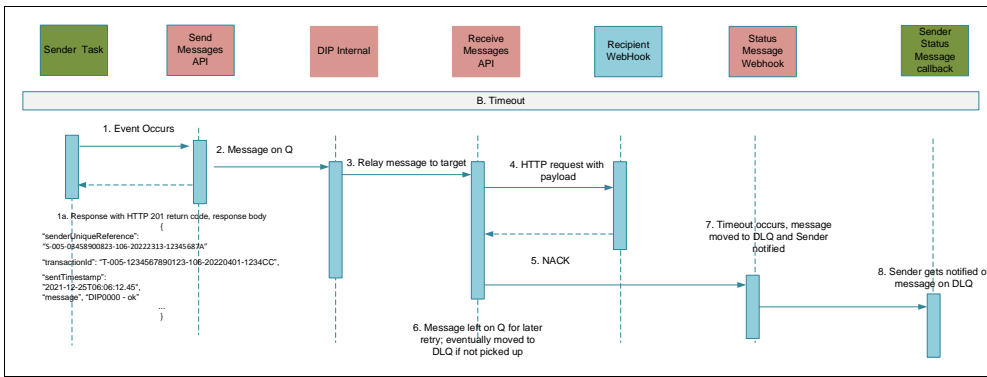 Sender Task
Send
Messages
API
DIP Internal
Receive
Messages
API
Recipient
WebHook
Status
Message
Webhook
Sender
Status
Message
callback
B. Timeout
1. Event Occurs
2. Message on Q
3. Relay message to target
4. HTTP request with
payload
1a. Response with HTTP 201 return code, response body
{
"senderUniqueReference":
"S-005-03458900823-106-20222313-12345687A"
"transactionId": "T-005-1234567890123-106-20220401-1234CC",
"sentTimestamp":
"2021-12-25T06:06:12.45",
"message", "DIP0000 - ok"
...
}
5. NACK
6. Message left on Q for later
retry; eventually moved to
DLQ if not picked up
7. Timeout occurs, message
moved to DLQ and Sender
notified
8. Sender gets notified of
message on DLQ